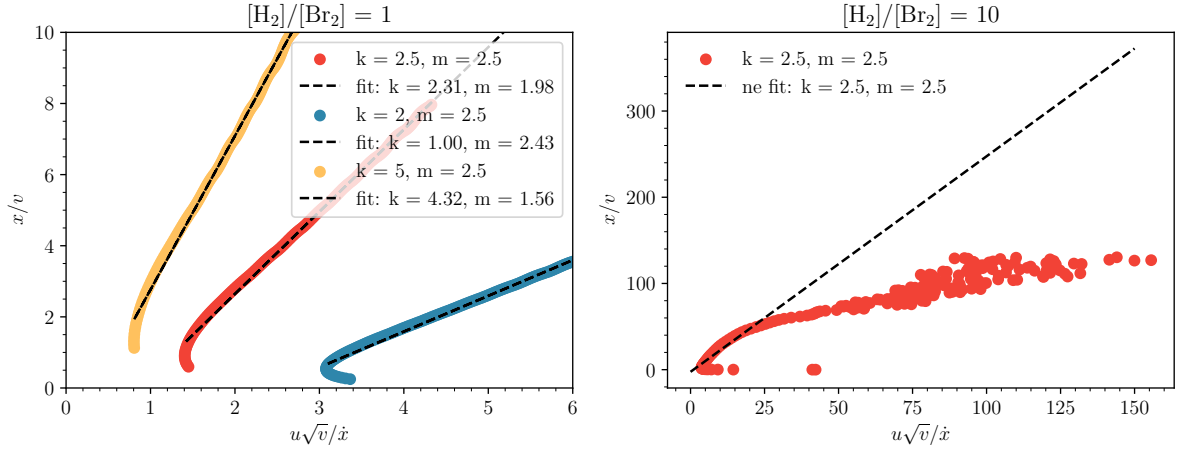 [H₂]/[Br₂] = 1
10
8
6
4
2
0
x/v
0 1 2 3 4 5 6
u√v/ẋ
k = 2.5, m = 2.5
fit: k = 2.31, m = 1.98
k = 2, m = 2.5
fit: k = 1.00, m = 2.43
k = 5, m = 2.5
fit: k = 4.32, m = 1.56
[H₂]/[Br₂] = 10
k = 2.5, m = 2.5
ne fit: k = 2.5, m = 2.5
300
200
100
0
x/v
0 25 50 75 100 125 150
u√v/ẋ